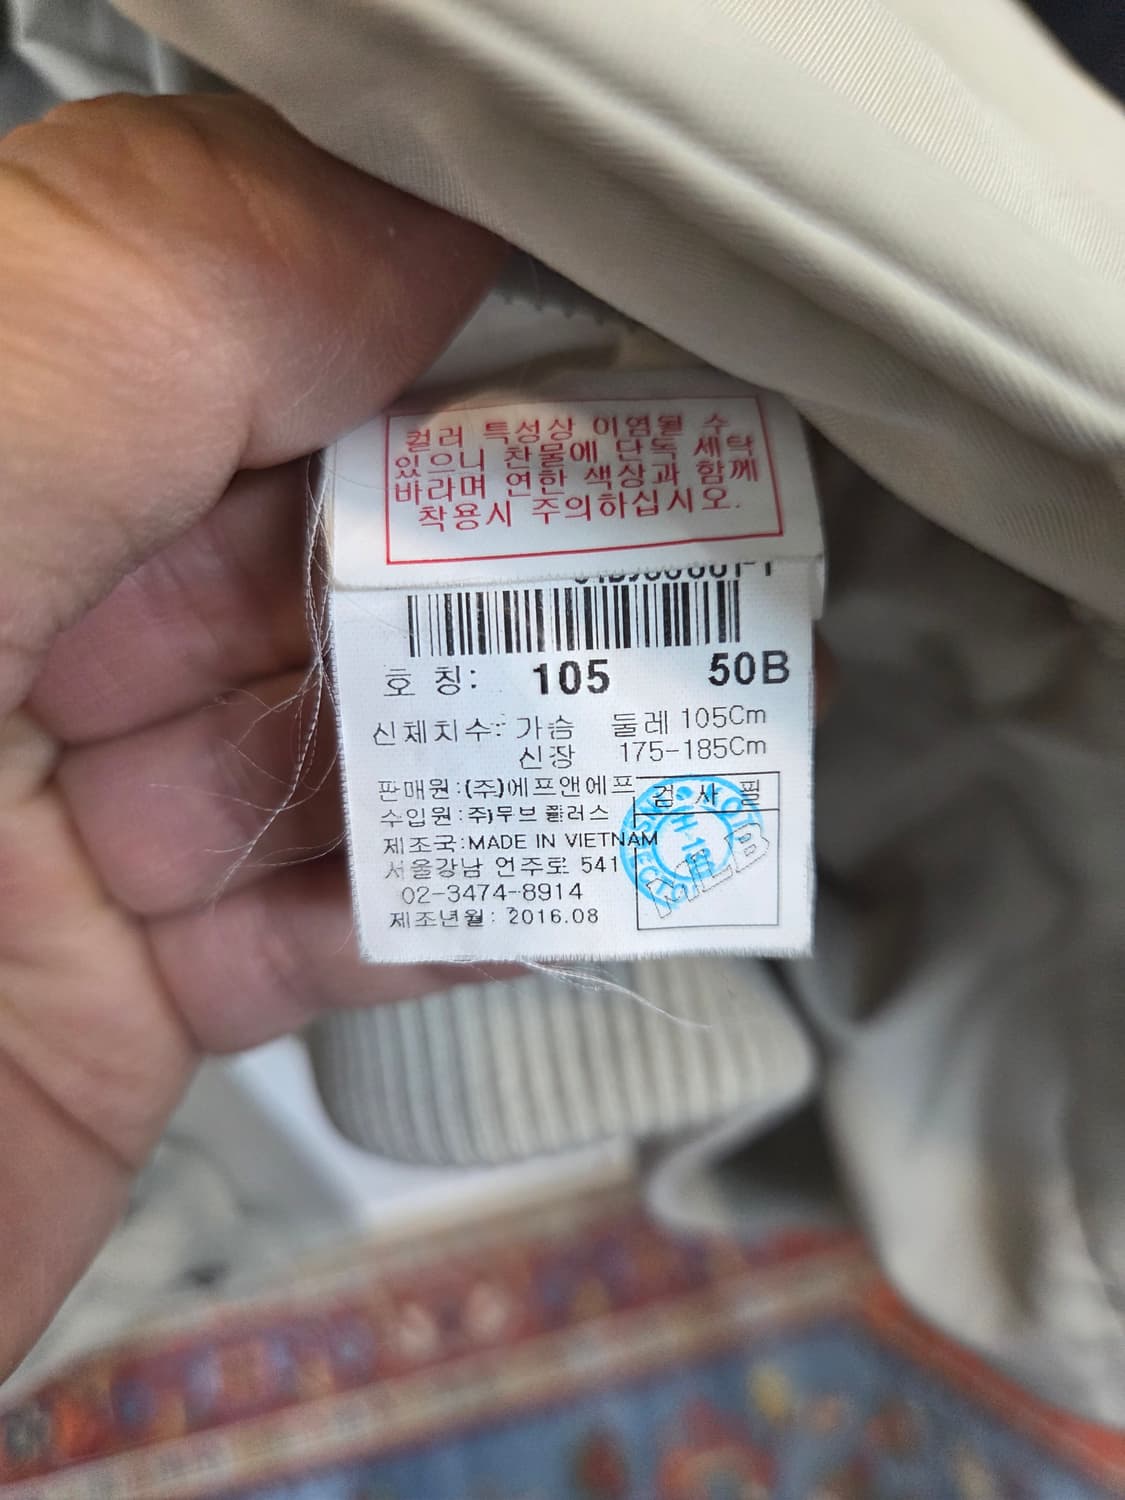 컬러 특성상 이염될 수
있으니 찬물에 단독 세탁
바라며 연한 색상과 함께
착용시 주의하십시오.
호 칭: 105 50B
신체치수: 가슴 둘레 105Cm
신장 175-185Cm
판매원:(주)에프앤에프
수입원:주)무브 플러스
제조국:MADE IN VIETNAM
서울강남 언주로 541
02-3474-8914
제조년월: 2016.08
검 사 필
MLB